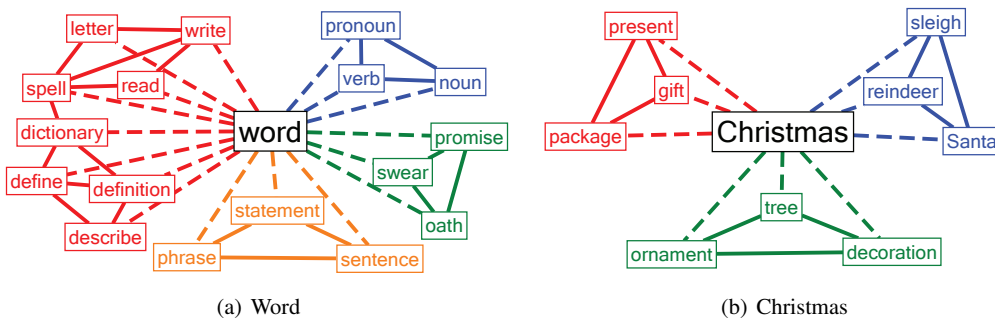 letter
write
spell
read
dictionary
define
definition
describe
pronoun
verb
noun
word
promise
swear
oath
statement
phrase
sentence
(a) Word
present
gift
package
sleigh
reindeer
Santa
Christmas
tree
ornament
decoration
(b) Christmas